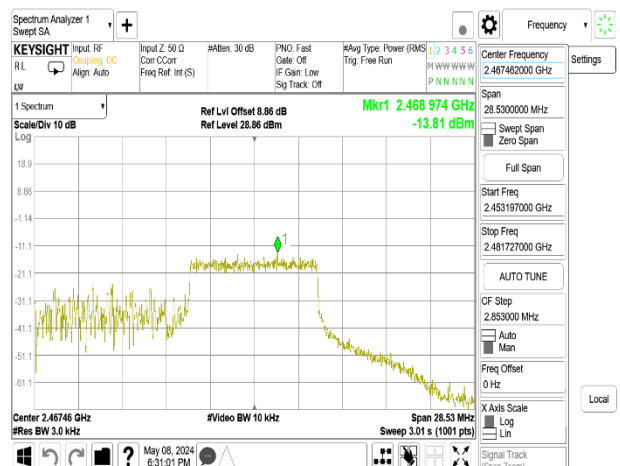 Spectrum Analyzer 1
Swept SA
Frequency
KEYSIGHT
Input: RF
Coupling: DC
Align: Auto
Input Z: 50 Ω
Corr CCorr
Freq Ref: Int (S)
#Atten: 30 dB
PNO: Fast
Gate: Off
IF Gain: Low
Sig Track: Off
#Avg Type: Power (RMS
Trig: Free Run
1 2 3 4 5 6
M W W W W W
P N N N N N
R L
Center Frequency
2.467462000 GHz
Settings
Span
28.5300000 MHz
Swept Span
Zero Span
Full Span
Start Freq
2.453197000 GHz
Stop Freq
2.481727000 GHz
AUTO TUNE
CF Step
2.853000 MHz
Auto
Man
Freq Offset
0 Hz
X Axis Scale
Log
Lin
Signal Track
(Span Zoom)
Local
1 Spectrum
Scale/Div 10 dB
Log
Ref Lvl Offset 8.86 dB
Ref Level 28.86 dBm
Mkr1 2.468 974 GHz
-13.81 dBm
18.9
8.86
-1.14
-11.1
-21.1
-31.1
-41.1
-51.1
-61.1
1
Center 2.46746 GHz
#Res BW 3.0 kHz
#Video BW 10 kHz
Span 28.53 MHz
Sweep 3.01 s (1001 pts)
?
May 08, 2024
6:31:01 PM